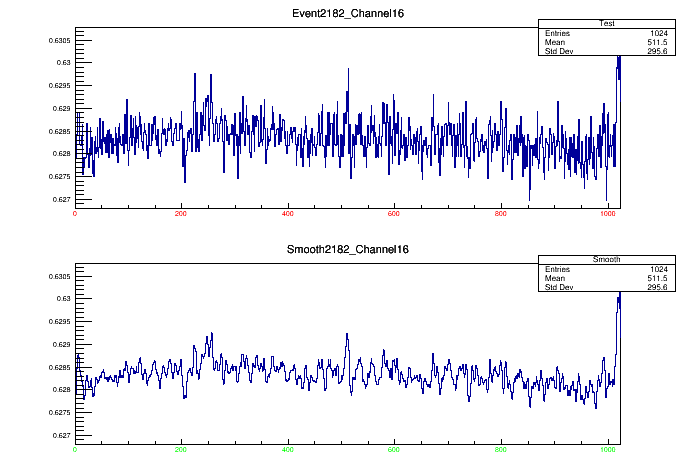 Event2182_Channel16
Test
Entries 1024
Mean 511.5
Std Dev 295.6
0.6305
0.63
0.6295
0.629
0.6285
0.628
0.6275
0.627
0 200 400 600 800 1000
Smooth2182_Channel16
Smooth
Entries 1024
Mean 511.5
Std Dev 295.6
0.6305
0.63
0.6295
0.629
0.6285
0.628
0.6275
0.627
0 200 400 600 800 1000